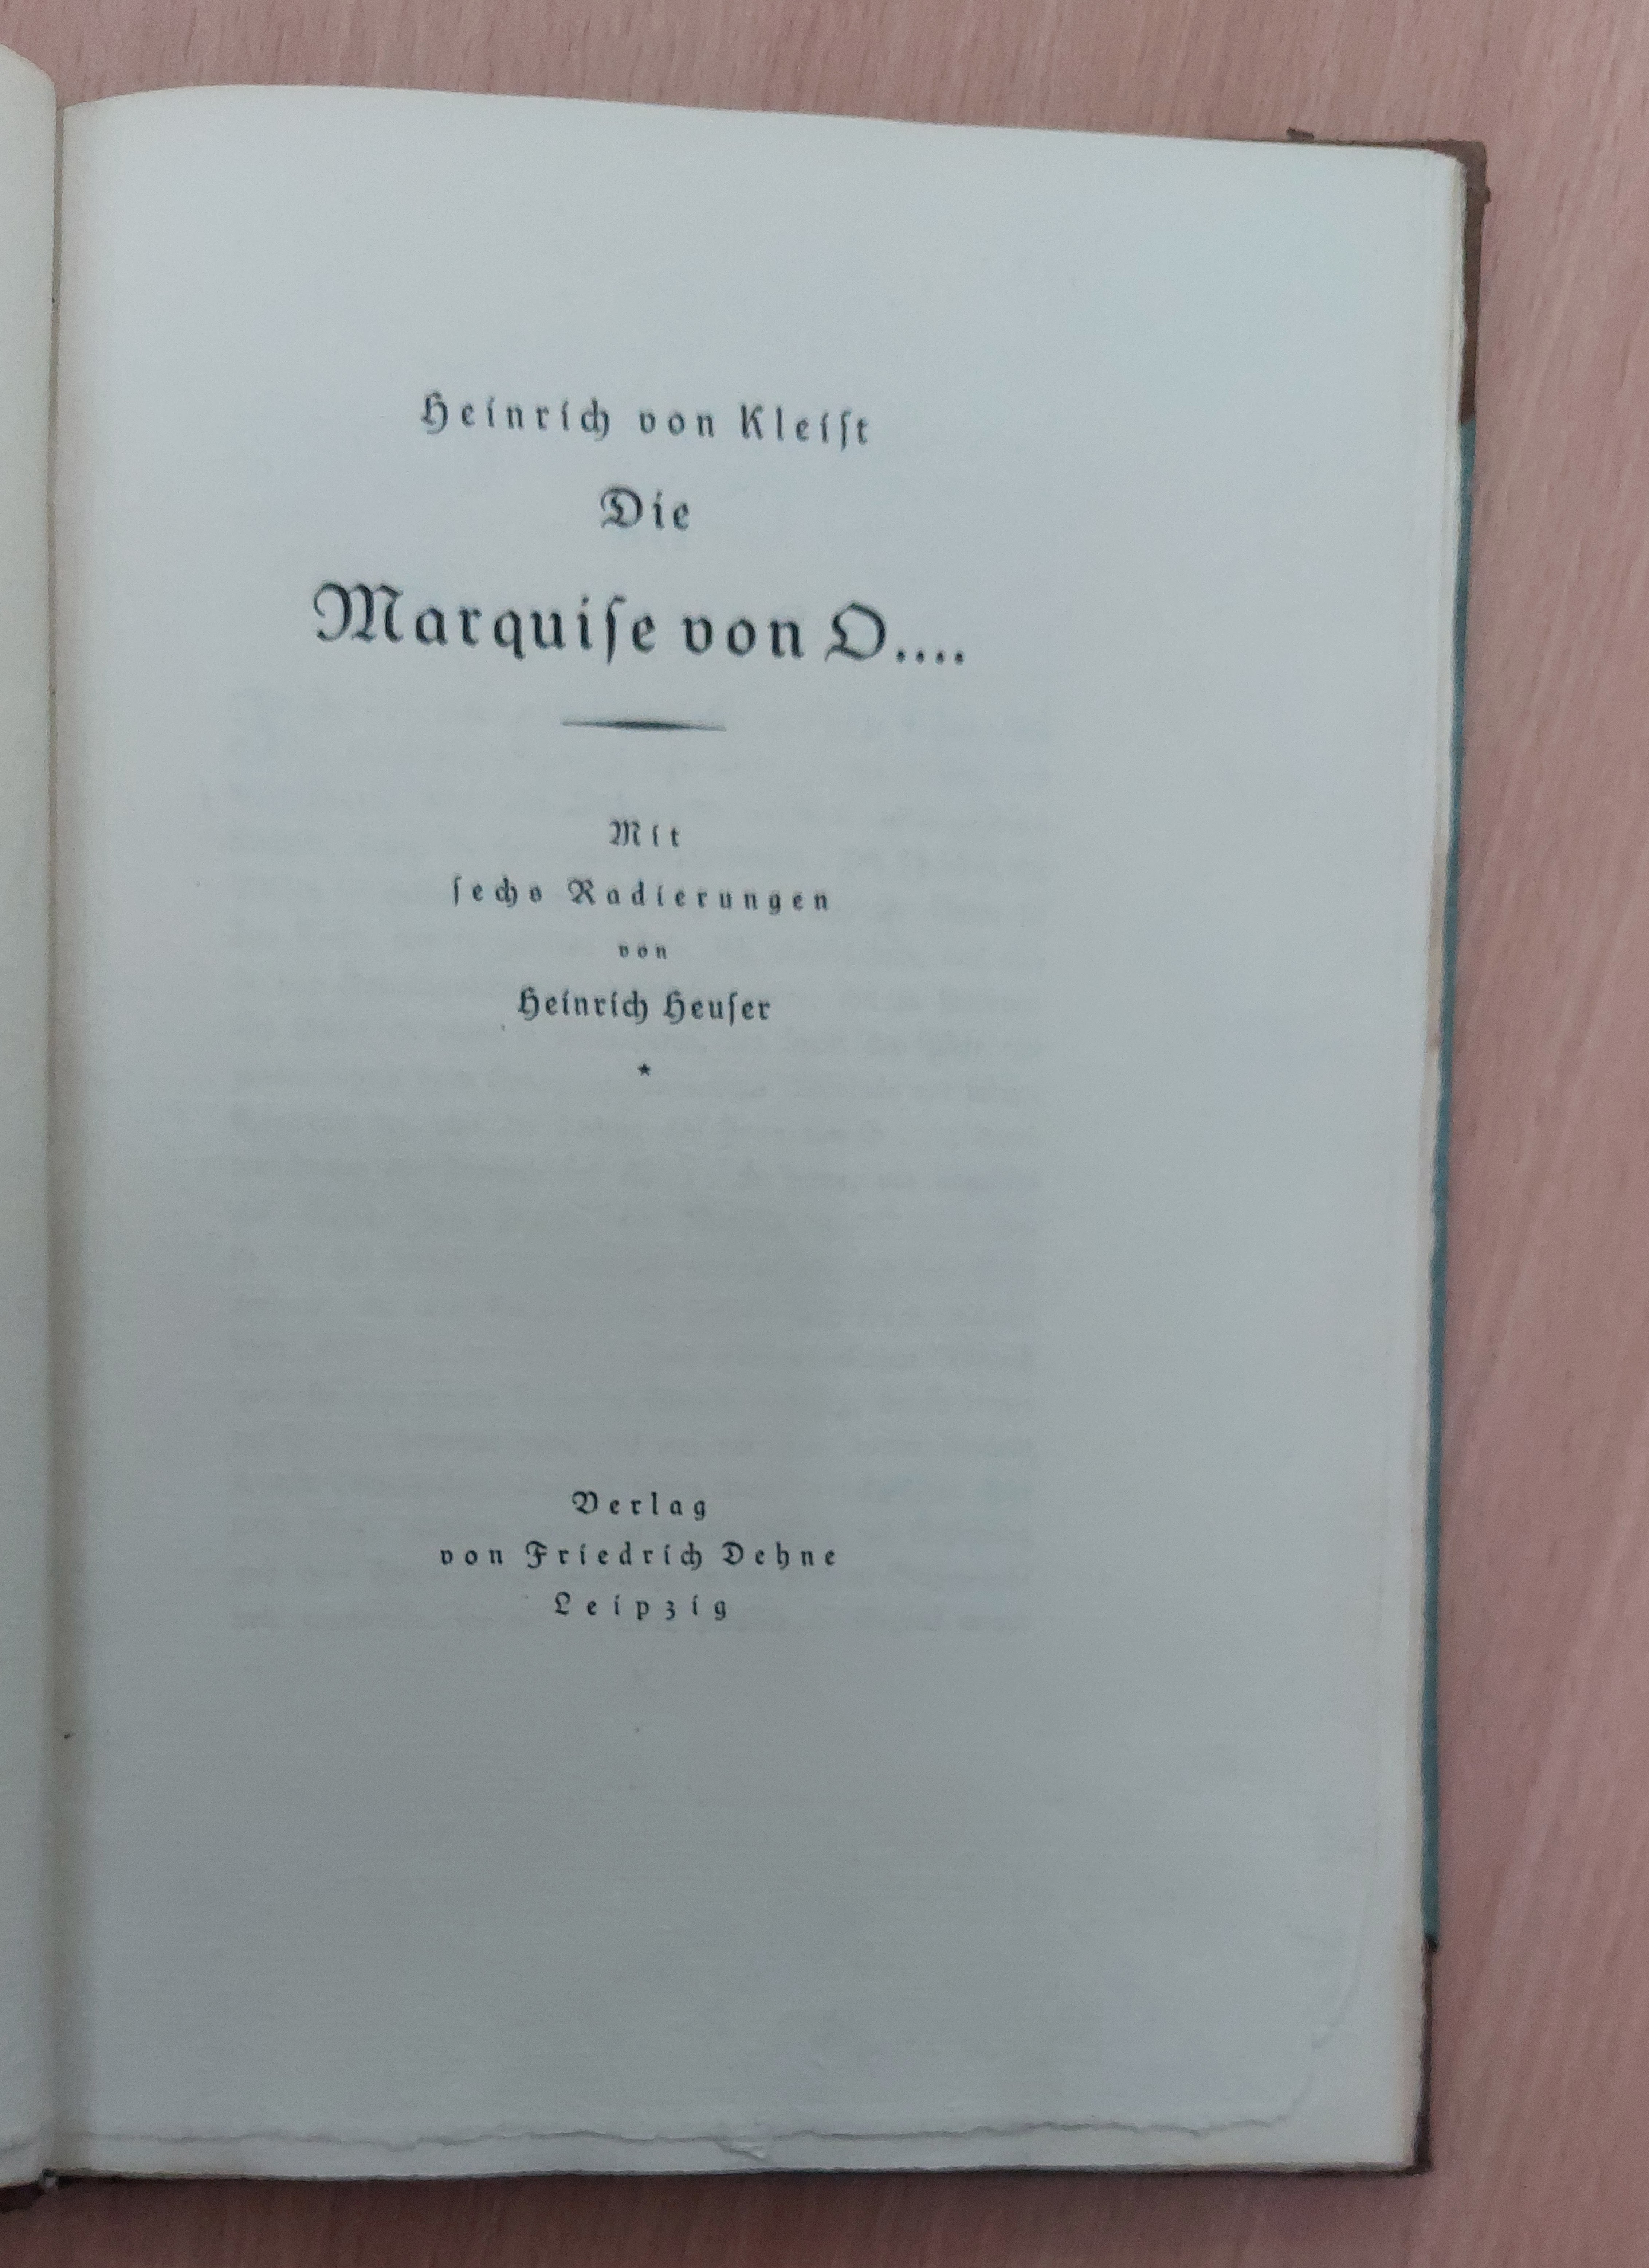 Heinrich von Kleiſt
Die
Marquiſe von O....
Mit
ſechs Radierungen
von
Heinrich Heuſer
*
Verlag
von Friedrich Dehne
Leipzig